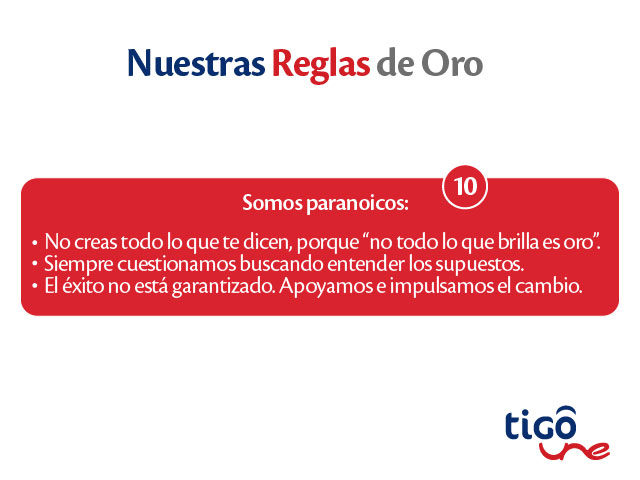 Nuestras Reglas de Oro
10
Somos paranoicos:
• No creas todo lo que te dicen, porque “no todo lo que brilla es oro”.
• Siempre cuestionamos buscando entender los supuestos.
• El éxito no está garantizado. Apoyamos e impulsamos el cambio.
tigô
une